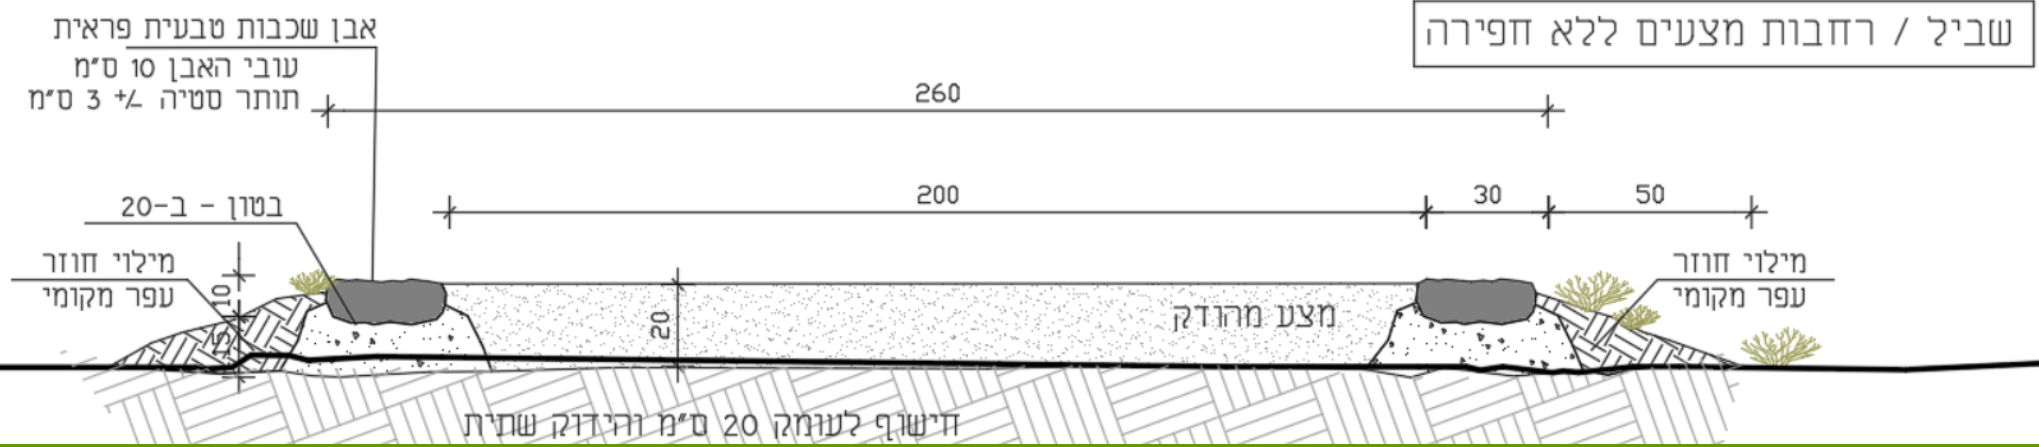 שביל / רחבות מצעים ללא חפירה
אבן שכבות טבעית פראית
עובי האבן 10 ס"מ
תותר סטיה +/- 3 ס"מ
260
200
30
50
בטון - ב-20
מילוי חוזר
עפר מקומי
10
15
20
מצע מהודק
מילוי חוזר
עפר מקומי
חישוף לעומק 20 ס"מ והידוק שתית